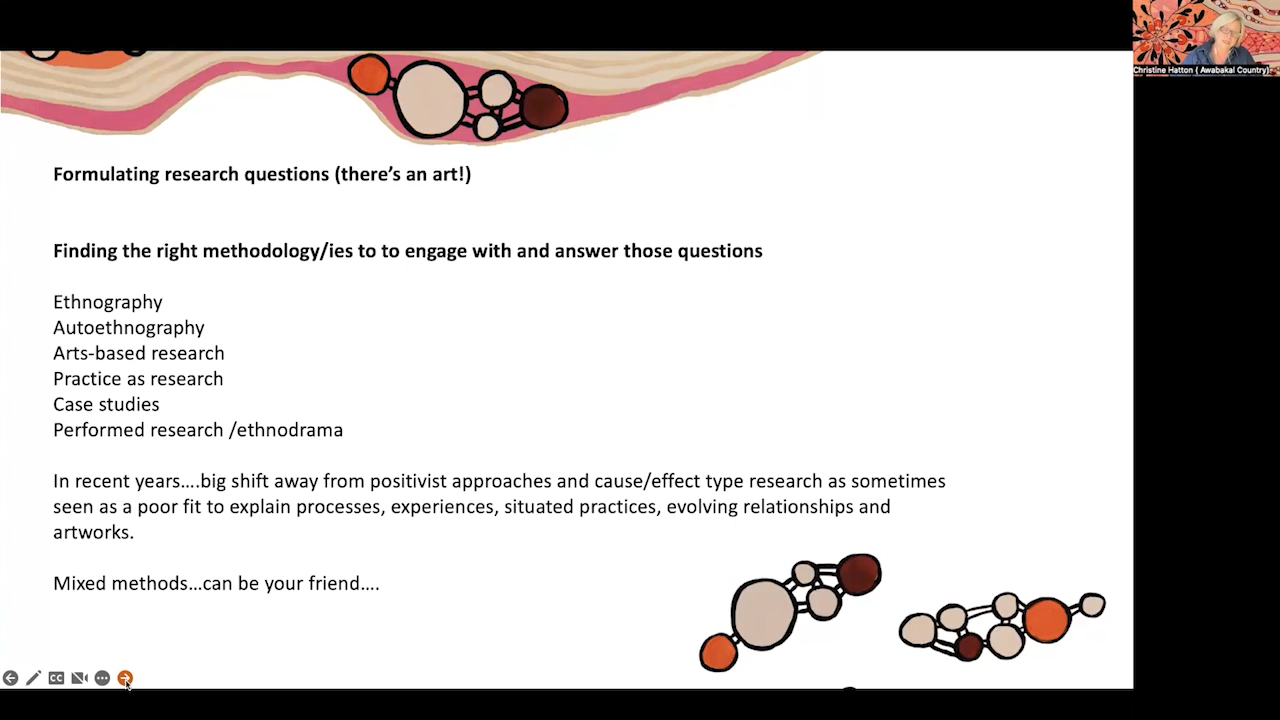 Christine Hatton ( Awabakal Country)
Formulating research questions (there’s an art!)
Finding the right methodology/ies to to engage with and answer those questions
Ethnography
Autoethnography
Arts-based research
Practice as research
Case studies
Performed research /ethnodrama
In recent years….big shift away from positivist approaches and cause/effect type research as sometimes
seen as a poor fit to explain processes, experiences, situated practices, evolving relationships and
artworks.
Mixed methods…can be your friend….
CC